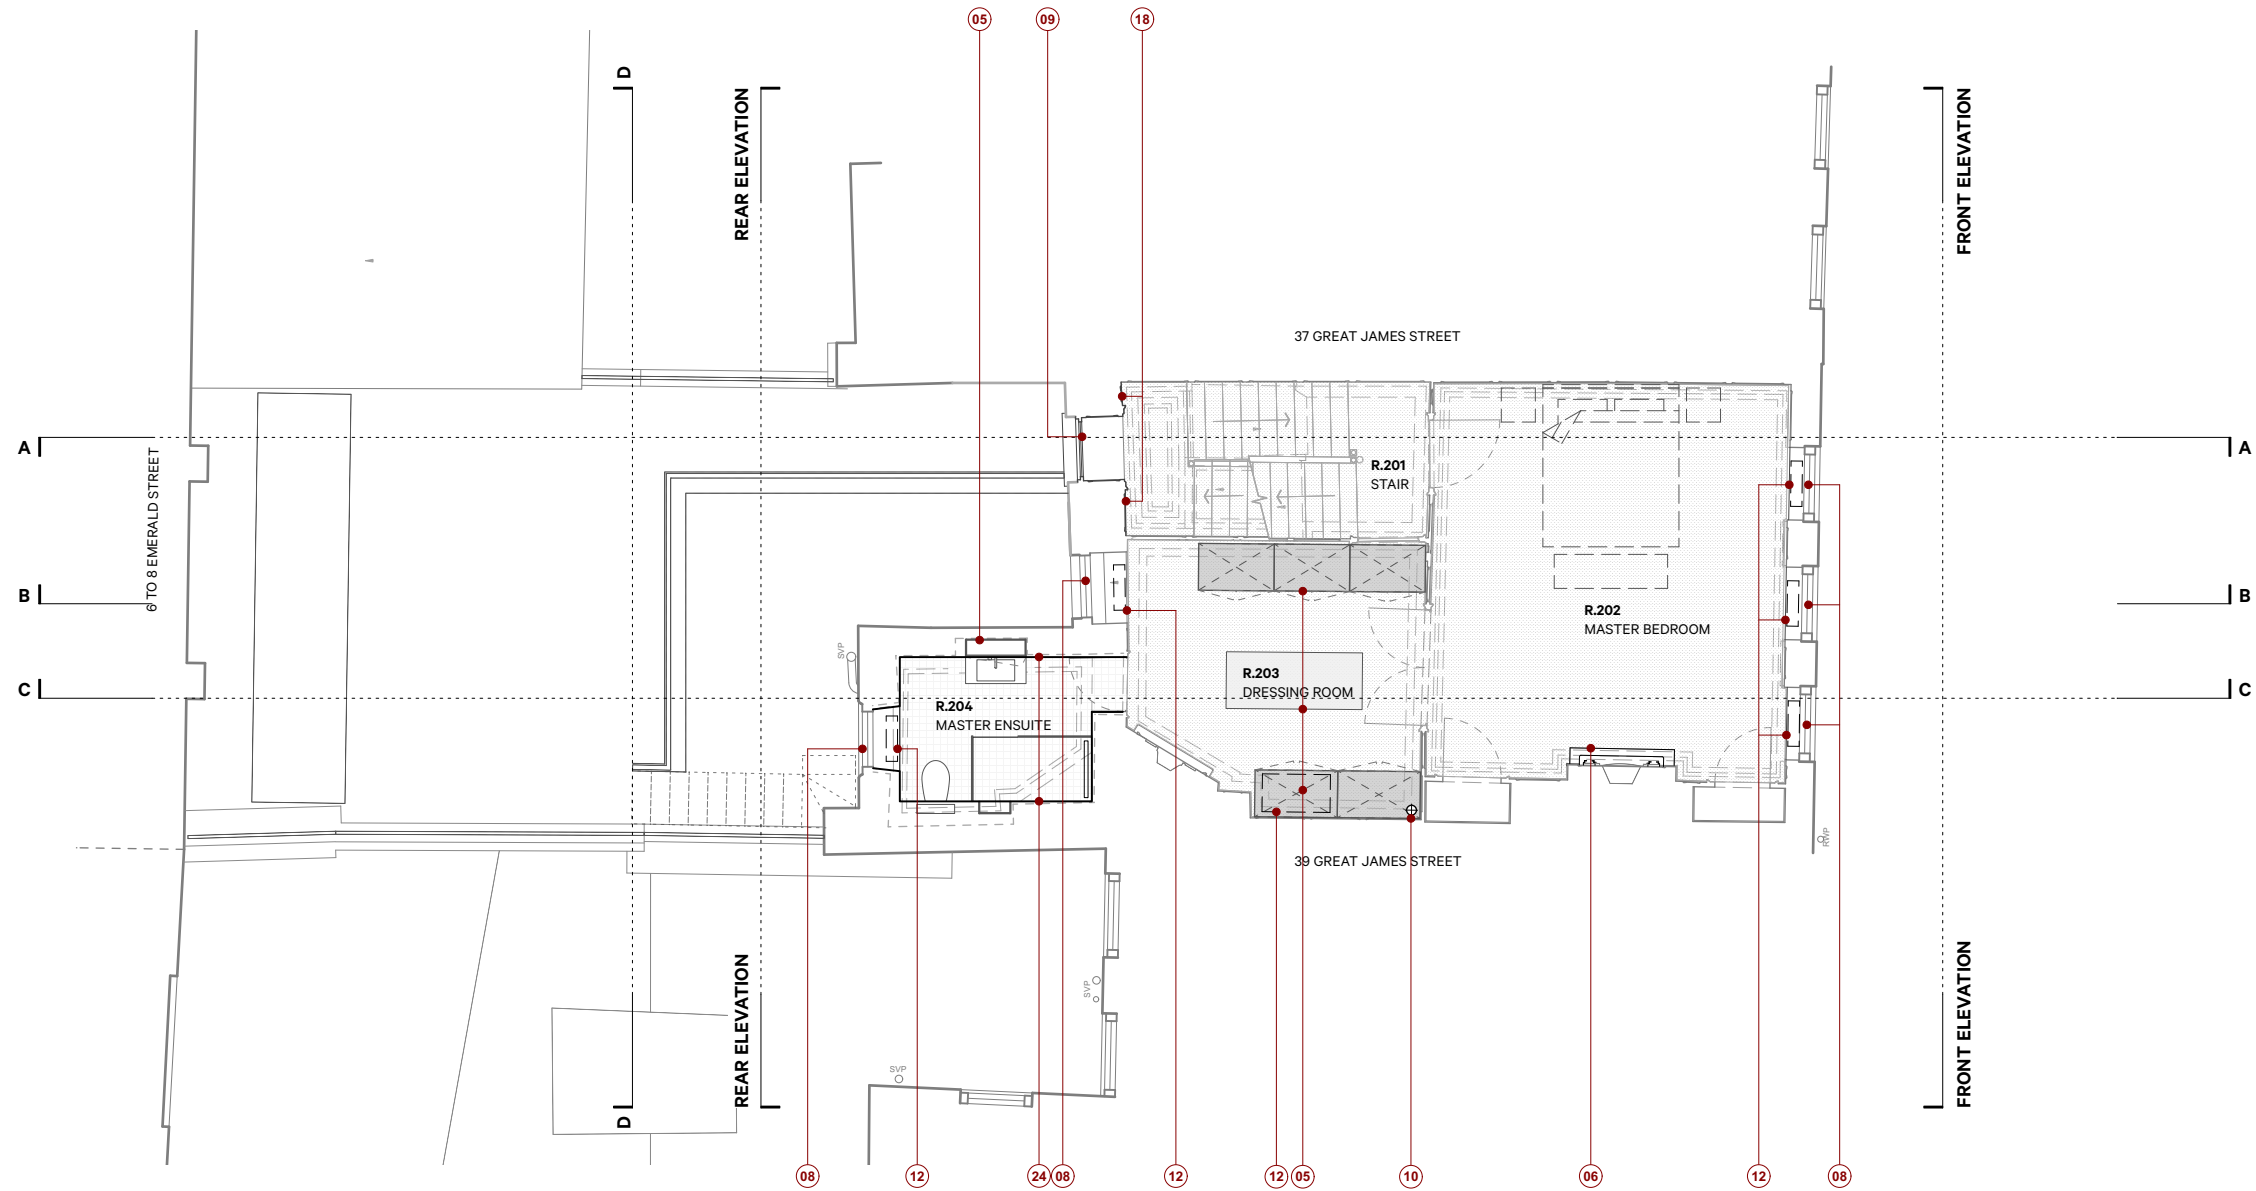 05
09
18
D
REAR ELEVATION
FRONT ELEVATION
37 GREAT JAMES STREET
A
A
6 TO 8 EMERALD STREET
R.201
STAIR
B
B
R.202
MASTER BEDROOM
SVP
R.203
DRESSING ROOM
C
C
R.204
MASTER ENSUITE
RWP
39 GREAT JAMES STREET
REAR ELEVATION
FRONT ELEVATION
SVP
SVP
D
08
12
24
08
12
12
05
10
06
12
08